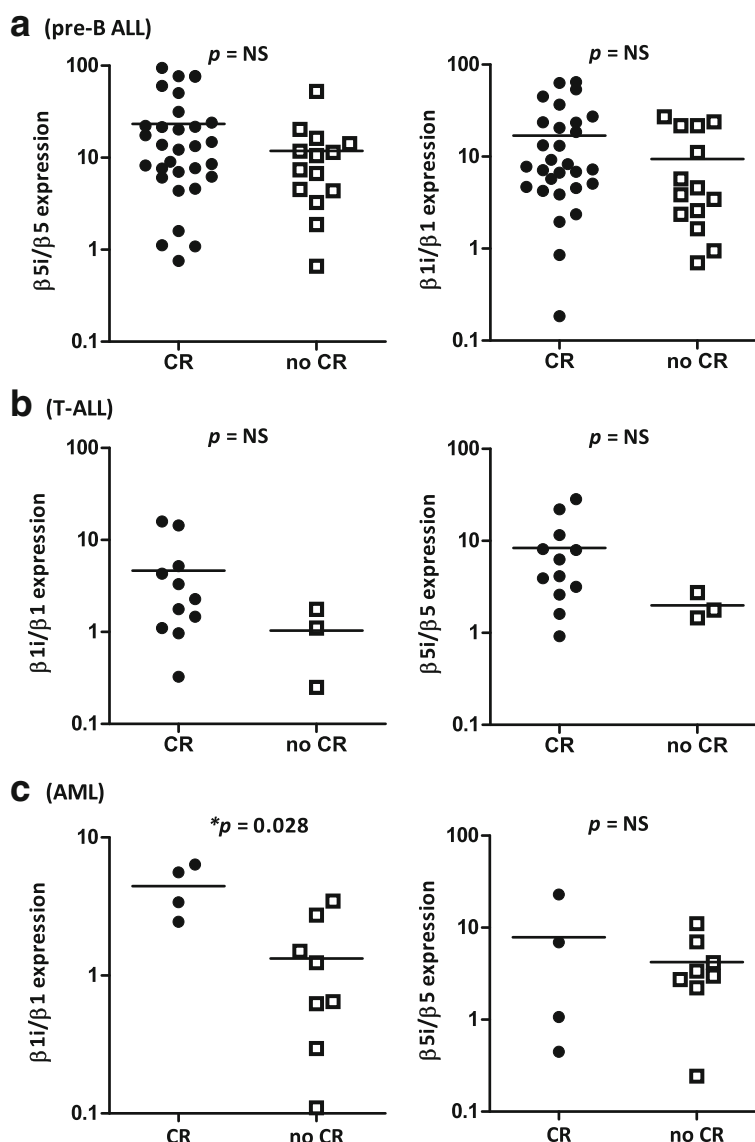 a (pre-B ALL)
p = NS
p = NS
β5i/β5 expression
100
10
1
0.1
CR
no CR
β1i/β1 expression
100
10
1
0.1
CR
no CR
b (T-ALL)
p = NS
p = NS
β1i/β1 expression
100
10
1
0.1
CR
no CR
β5i/β5 expression
100
10
1
0.1
CR
no CR
c (AML)
*p = 0.028
p = NS
β1i/β1 expression
10
1
0.1
CR
no CR
β5i/β5 expression
100
10
1
0.1
CR
no CR